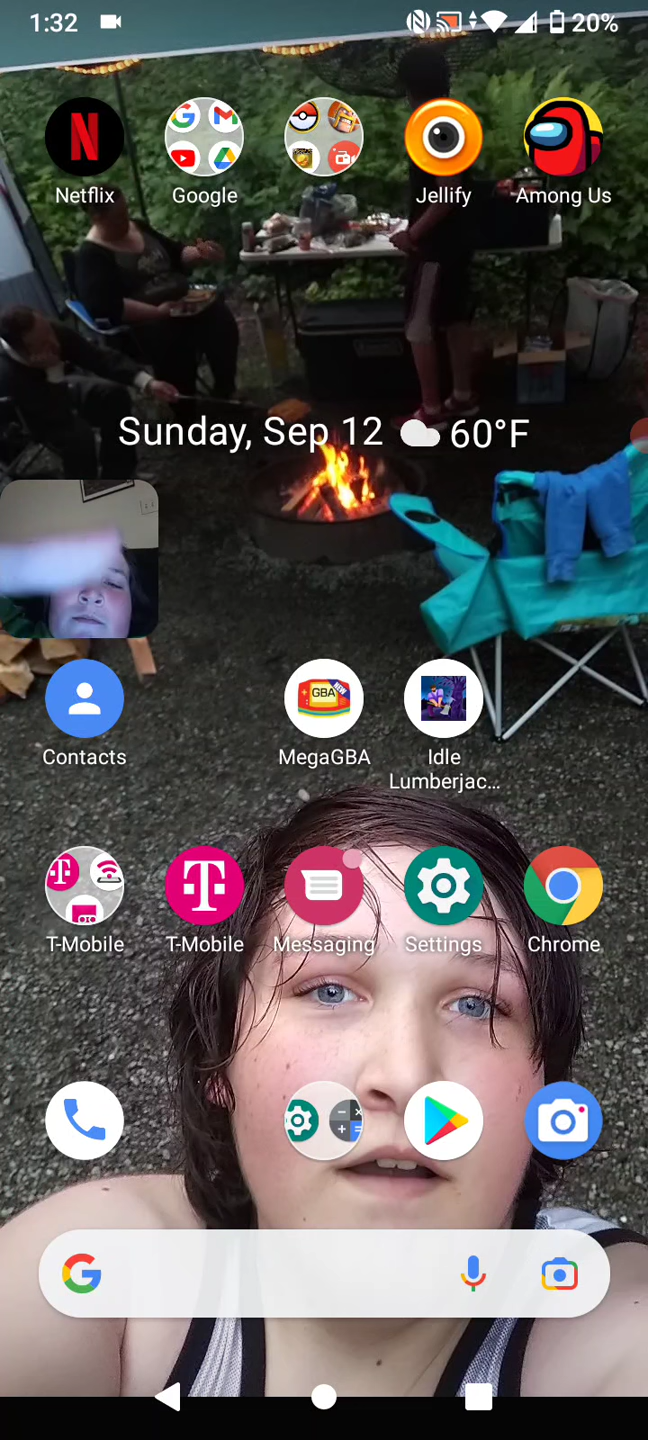 1:32 20%
Netflix Google Jellify Among Us
Sunday, Sep 12 60°F
GBA NEW
Contacts MegaGBA Idle
Lumberjac...
T-Mobile T-Mobile Messaging Settings Chrome